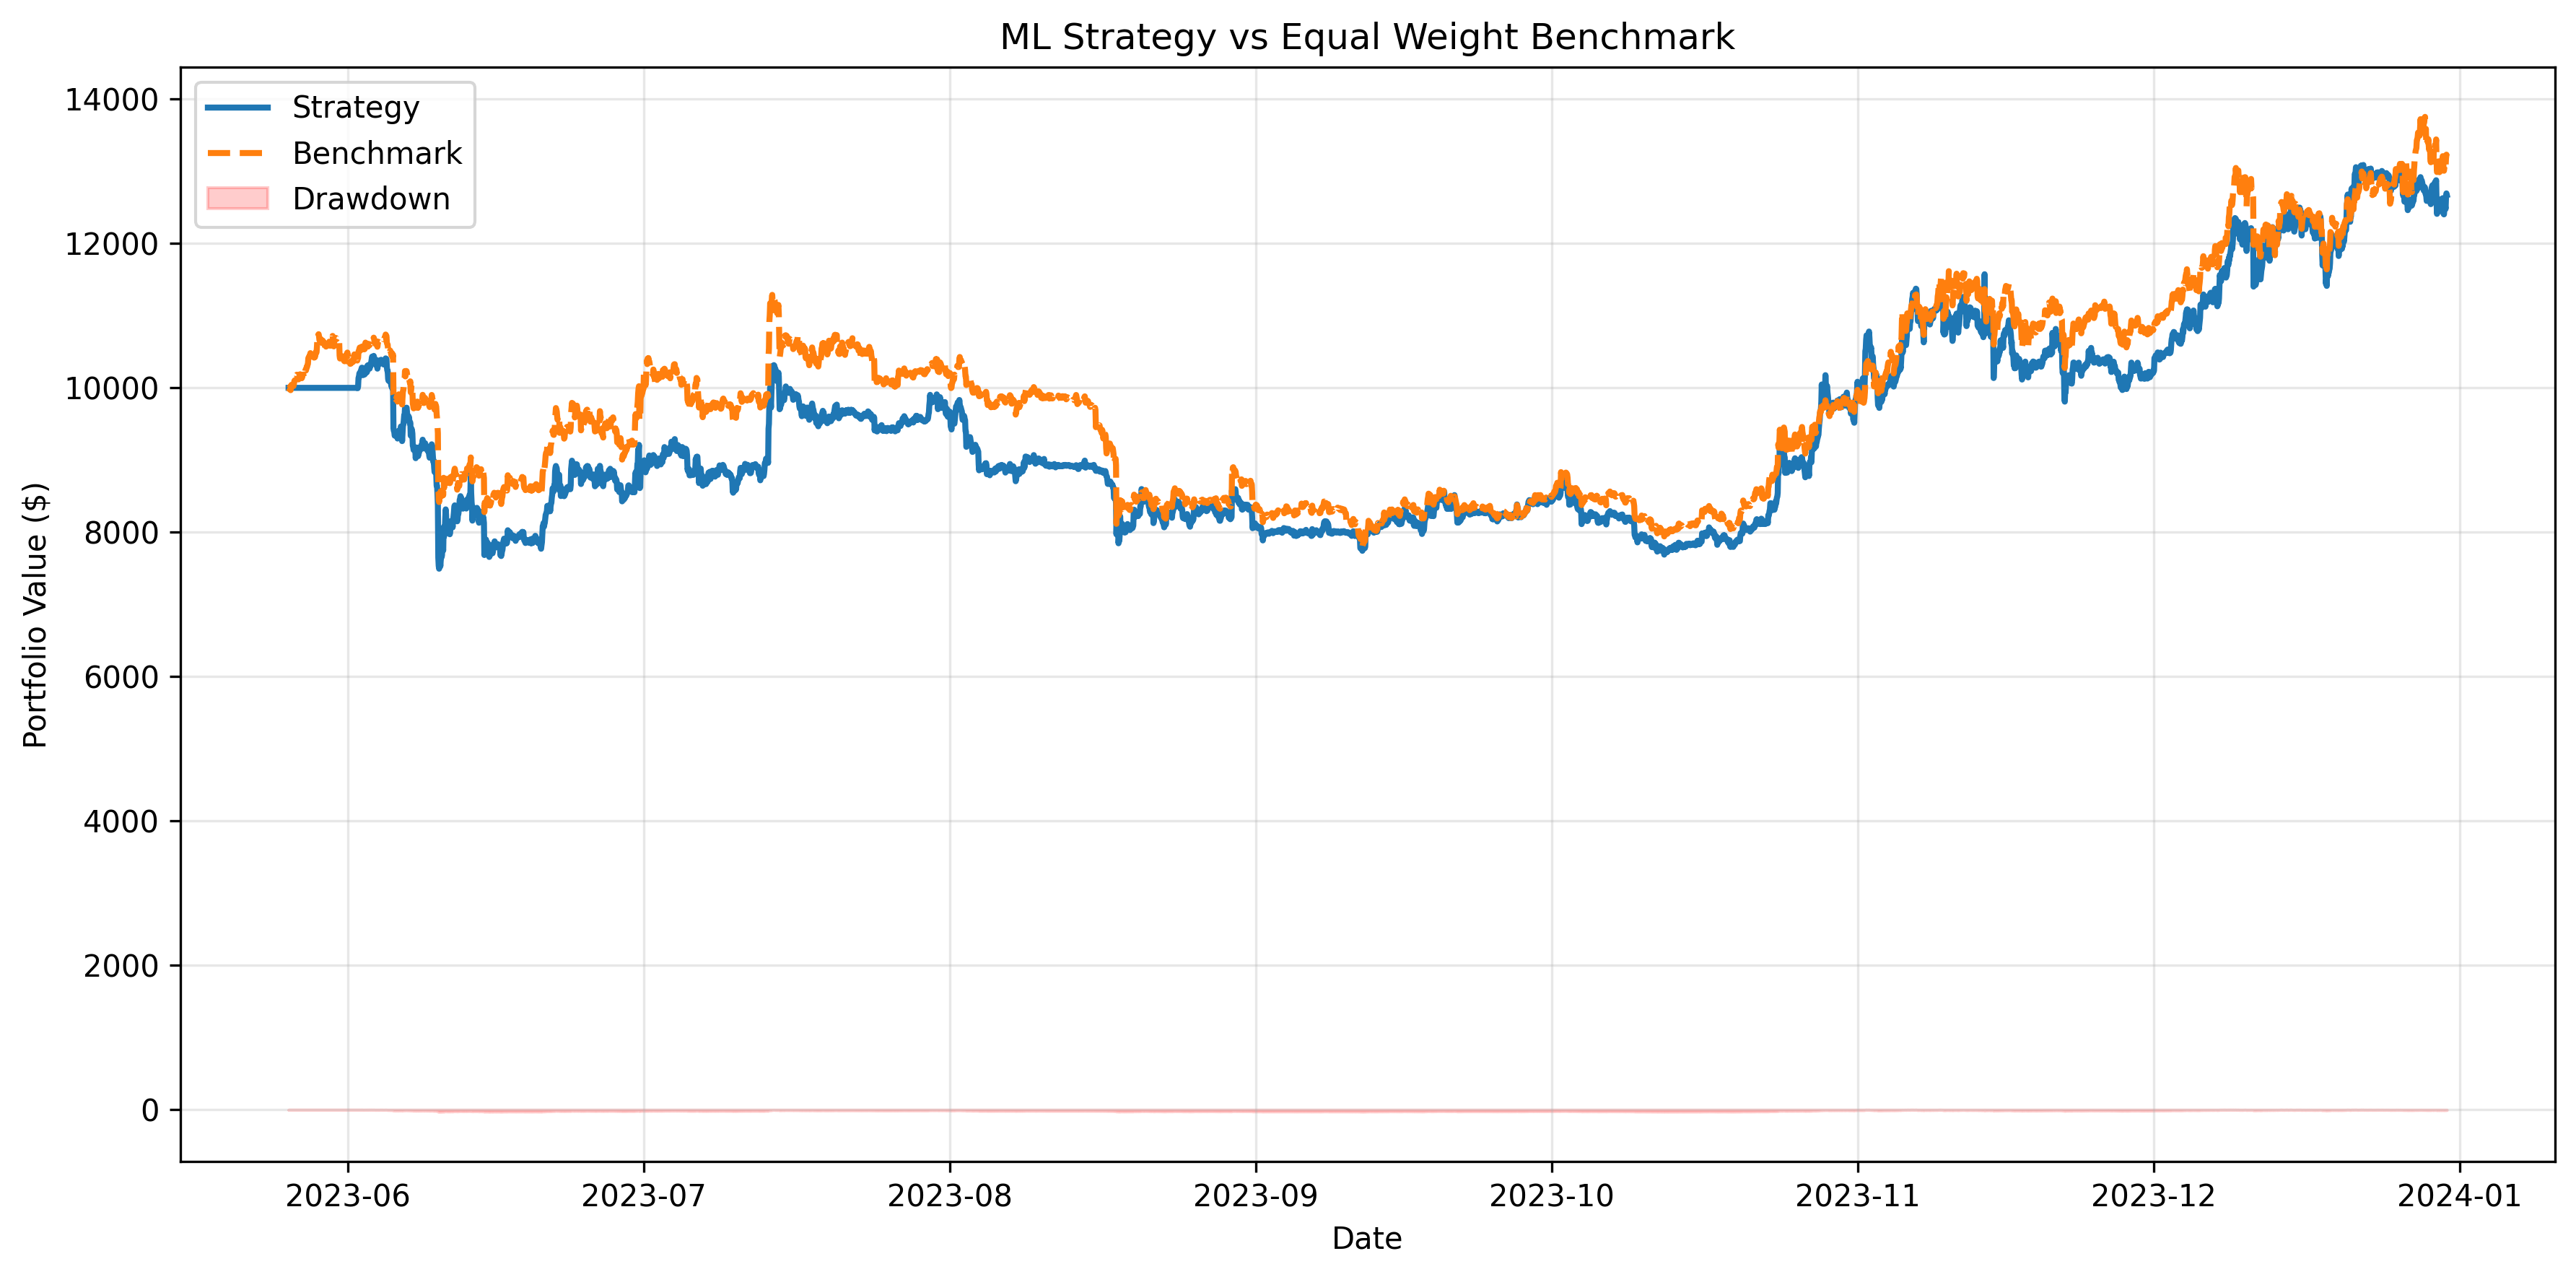 ML Strategy vs Equal Weight Benchmark
Strategy
Benchmark
Drawdown
Portfolio Value ($)
14000
12000
10000
8000
6000
4000
2000
0
2023-06 2023-07 2023-08 2023-09 2023-10 2023-11 2023-12 2024-01
Date